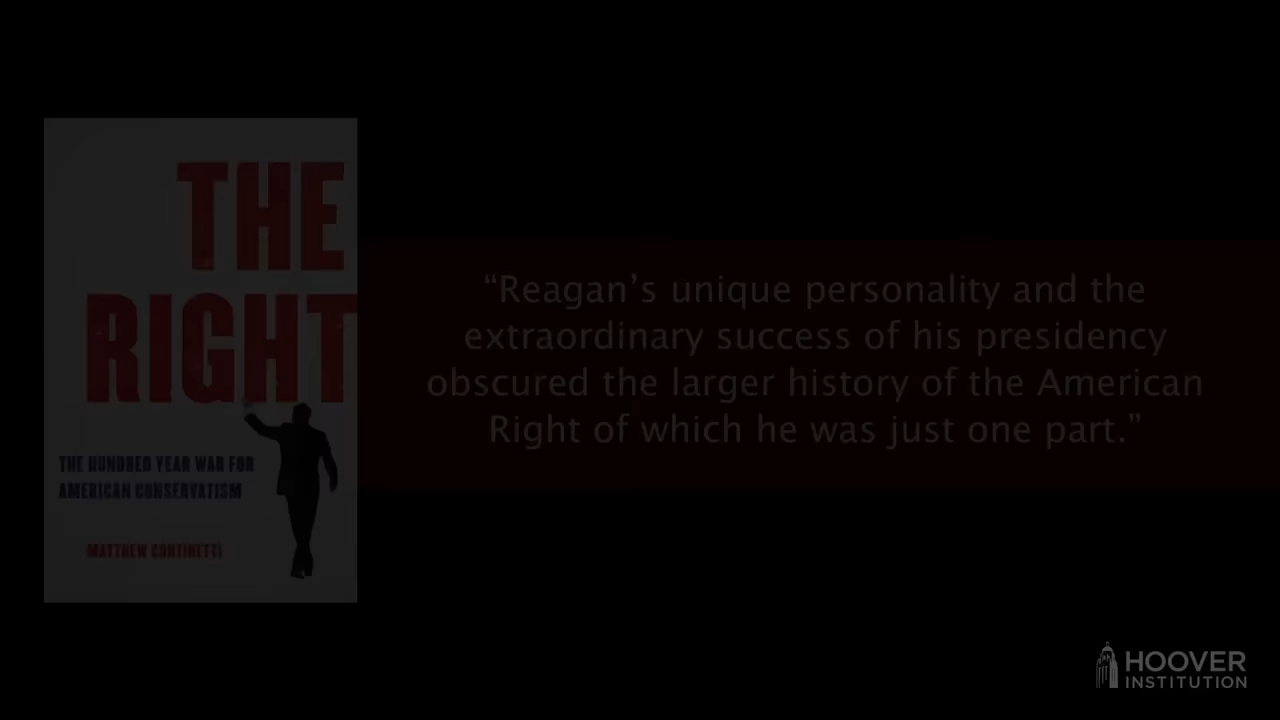 THE
RIGHT
THE HUNDRED YEAR WAR FOR
AMERICAN CONSERVATISM
MATTHEW CONTINETTI
“Reagan’s unique personality and the
extraordinary success of his presidency
obscured the larger history of the American
Right of which he was just one part.”
HOOVER
INSTITUTION